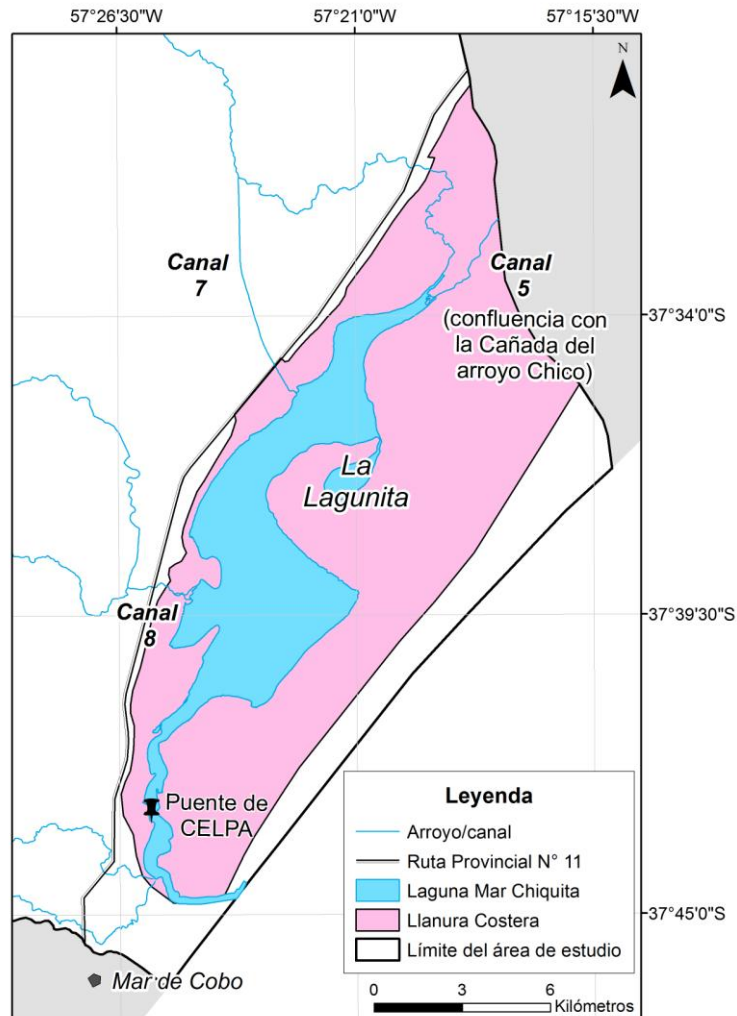 57°26'30"W
57°21'0"W
57°15'30"W
N
Canal
7
Canal
5
(confluencia con
la Cañada del
arroyo Chico)
37°34'0"S
La
Lagunita
Canal
8
37°39'30"S
Puente de
CELPA
Leyenda
Arroyo/canal
Ruta Provincial N° 11
Laguna Mar Chiquita
Llanura Costera
Límite del área de estudio
37°45'0"S
Mar de Cobo
0 3 6
Kilómetros